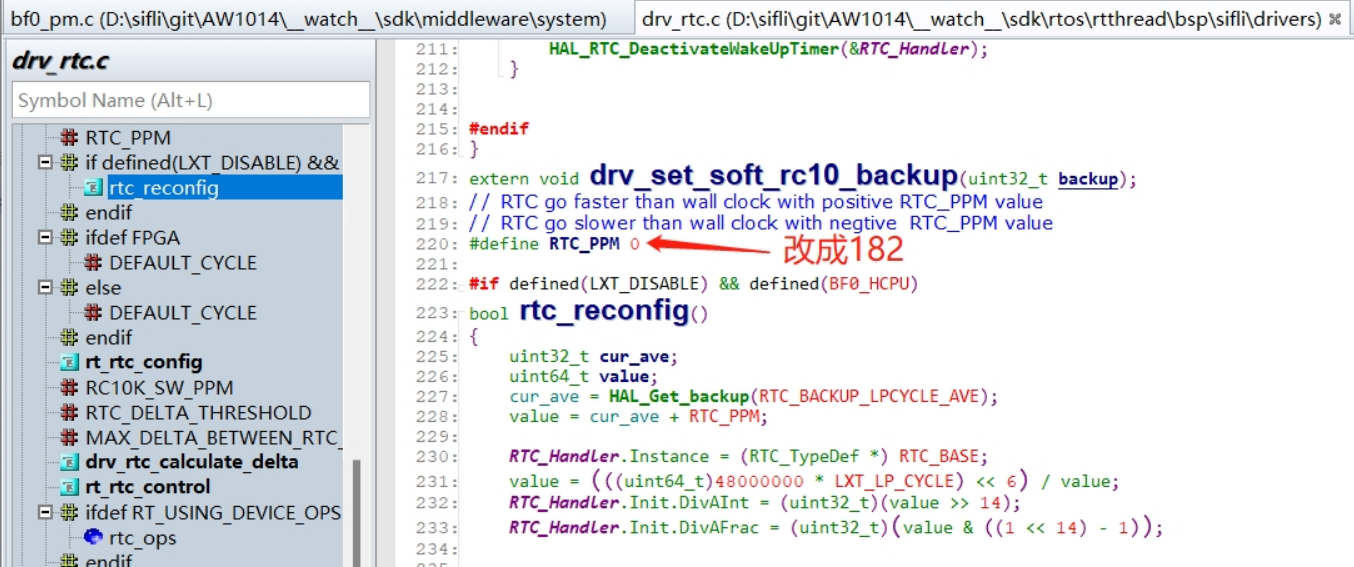 bf0_pm.c (D:\sifli\git\AW1014\__watch__\sdk\middleware\system)
drv_rtc.c (D:\sifli\git\AW1014\__watch__\sdk\rtos\rtthread\bsp\sifli\drivers)
drv_rtc.c
Symbol Name (Alt+L)
RTC_PPM
if defined(LXT_DISABLE) &&
rtc_reconfig
endif
ifdef FPGA
DEFAULT_CYCLE
else
DEFAULT_CYCLE
endif
rt_rtc_config
RC10K_SW_PPM
RTC_DELTA_THRESHOLD
MAX_DELTA_BETWEEN_RTC_
drv_rtc_calculate_delta
rt_rtc_control
ifdef RT_USING_DEVICE_OPS
rtc_ops
endif
211: HAL_RTC_DeactivateWakeUpTimer(&RTC_Handler);
212: }
213:
214:
215: #endif
216: }
217: extern void drv_set_soft_rc10_backup(uint32_t backup);
218: // RTC go faster than wall clock with positive RTC_PPM value
219: // RTC go slower than wall clock with negtive RTC_PPM value
220: #define RTC_PPM 0 改成182
221:
222: #if defined(LXT_DISABLE) && defined(BF0_HCPU)
223: bool rtc_reconfig()
224: {
225: uint32_t cur_ave;
226: uint64_t value;
227: cur_ave = HAL_Get_backup(RTC_BACKUP_LPCYCLE_AVE);
228: value = cur_ave + RTC_PPM;
229:
230: RTC_Handler.Instance = (RTC_TypeDef *) RTC_BASE;
231: value = (((uint64_t)48000000 * LXT_LP_CYCLE) << 6) / value;
232: RTC_Handler.Init.DivAInt = (uint32_t)(value >> 14);
233: RTC_Handler.Init.DivAFrac = (uint32_t)(value & ((1 << 14) - 1));
234: